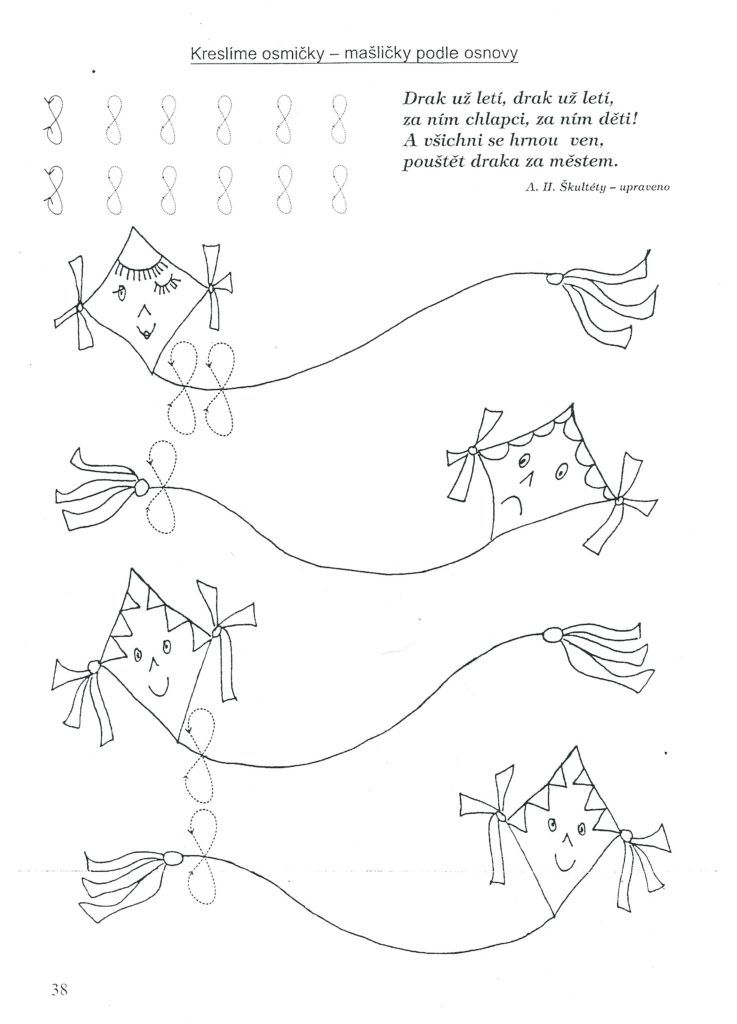 Kreslíme osmičky – mašličky podle osnovy
Drak už letí, drak už letí,
za ním chlapci, za ním děti!
A všichni se hrnou ven,
pouštět draka za městem.
A. H. Škultéty – upraveno
38